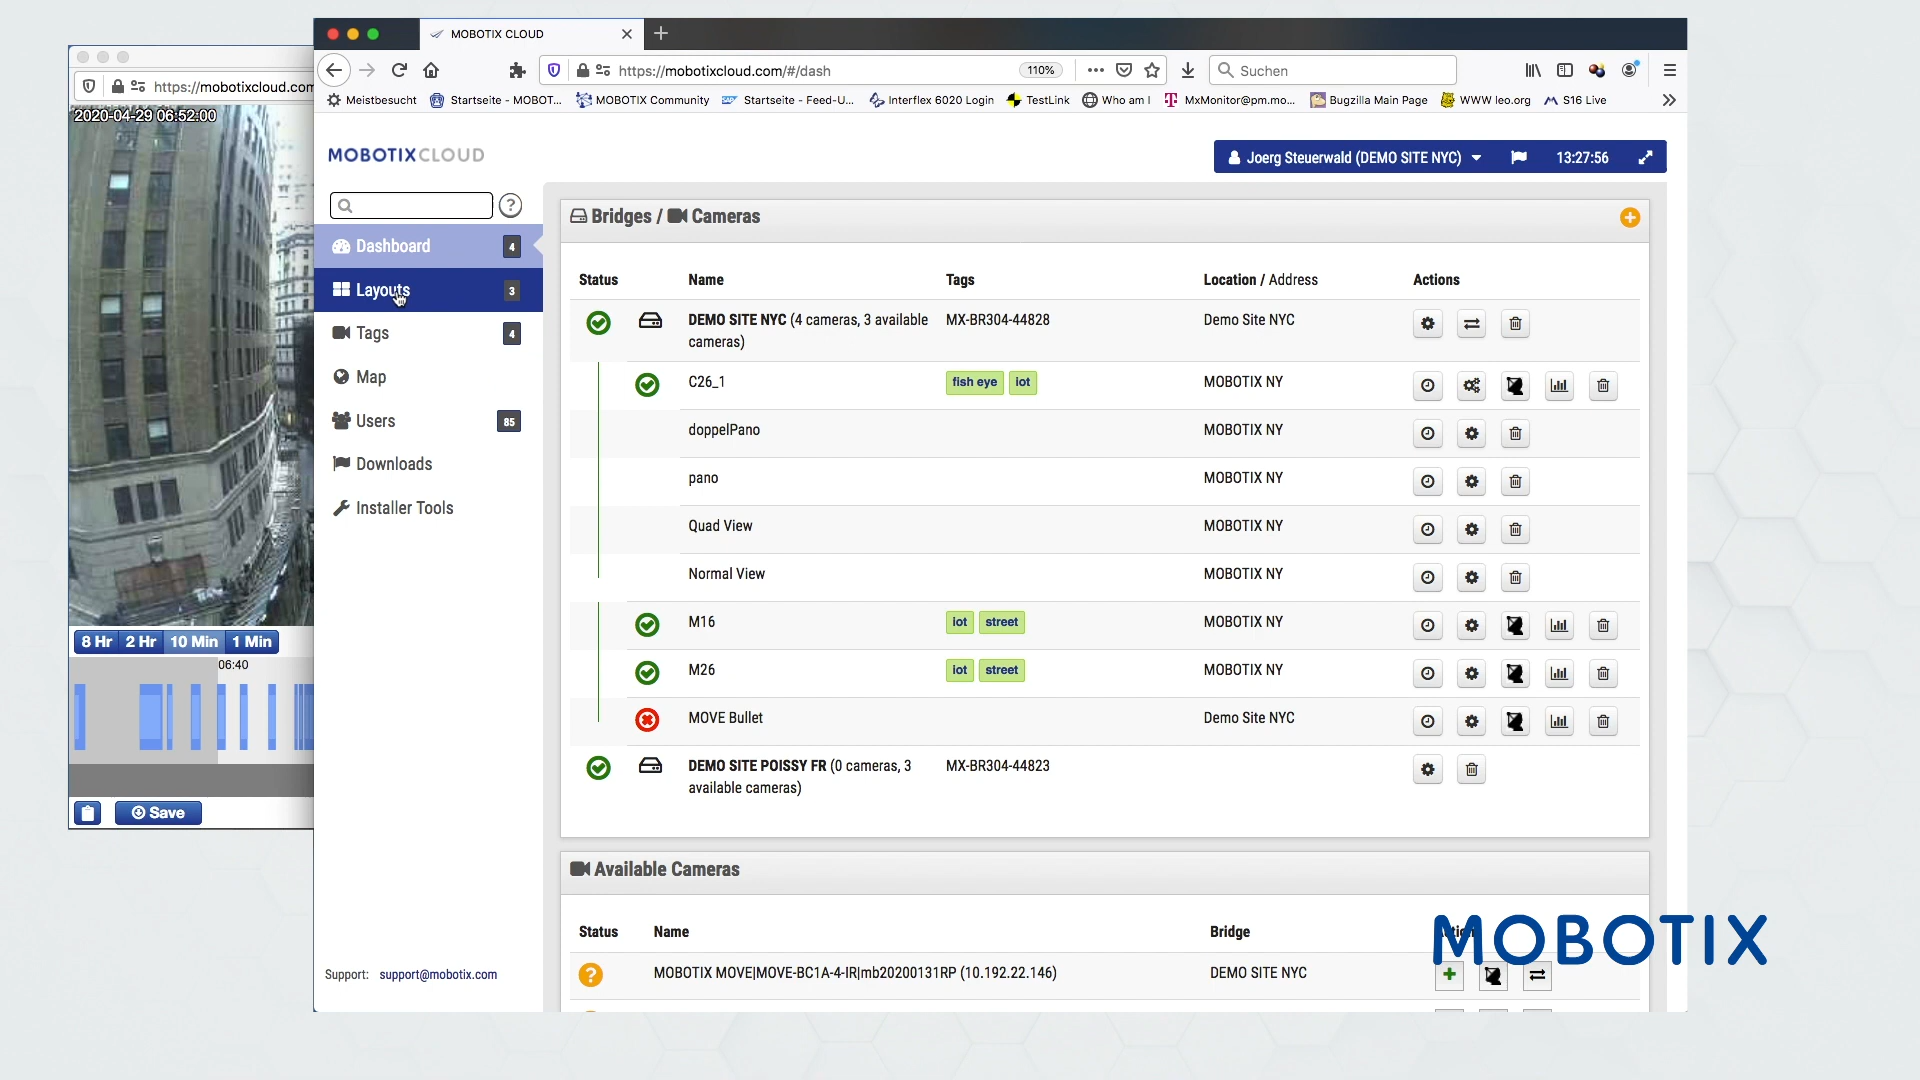 MOBOTIX CLOUD
https://mobotixcloud.com/#/dash
110%
Suchen
https://mobotixcloud.com
Meistbesucht
Startseite - MOBOT...
MOBOTIX Community
Startseite - Feed-U...
Interflex 6020 Login
TestLink
Who am I
MxMonitor@pm.mo...
Bugzilla Main Page
WWW leo.org
S16 Live
2020-04-29 06:52:00
MOBOTIXCLOUD
Joerg Steuerwald (DEMO SITE NYC)
13:27:56
Dashboard 4
Layouts 3
Tags 4
Map
Users 85
Downloads
Installer Tools
Support: support@mobotix.com
8 Hr 2 Hr 10 Min 1 Min
06:40
Save
Bridges / Cameras
Status Name Tags Location / Address Actions
DEMO SITE NYC (4 cameras, 3 available MX-BR304-44828 Demo Site NYC
cameras)
C26_1 fish eye iot MOBOTIX NY
doppelPano MOBOTIX NY
pano MOBOTIX NY
Quad View MOBOTIX NY
Normal View MOBOTIX NY
M16 iot street MOBOTIX NY
M26 iot street MOBOTIX NY
MOVE Bullet Demo Site NYC
DEMO SITE POISSY FR (0 cameras, 3 MX-BR304-44823
available cameras)
Available Cameras
Status Name Bridge
MOBOTIX MOVE|MOVE-BC1A-4-IR|mb20200131RP (10.192.22.146) DEMO SITE NYC
MOBOTIX